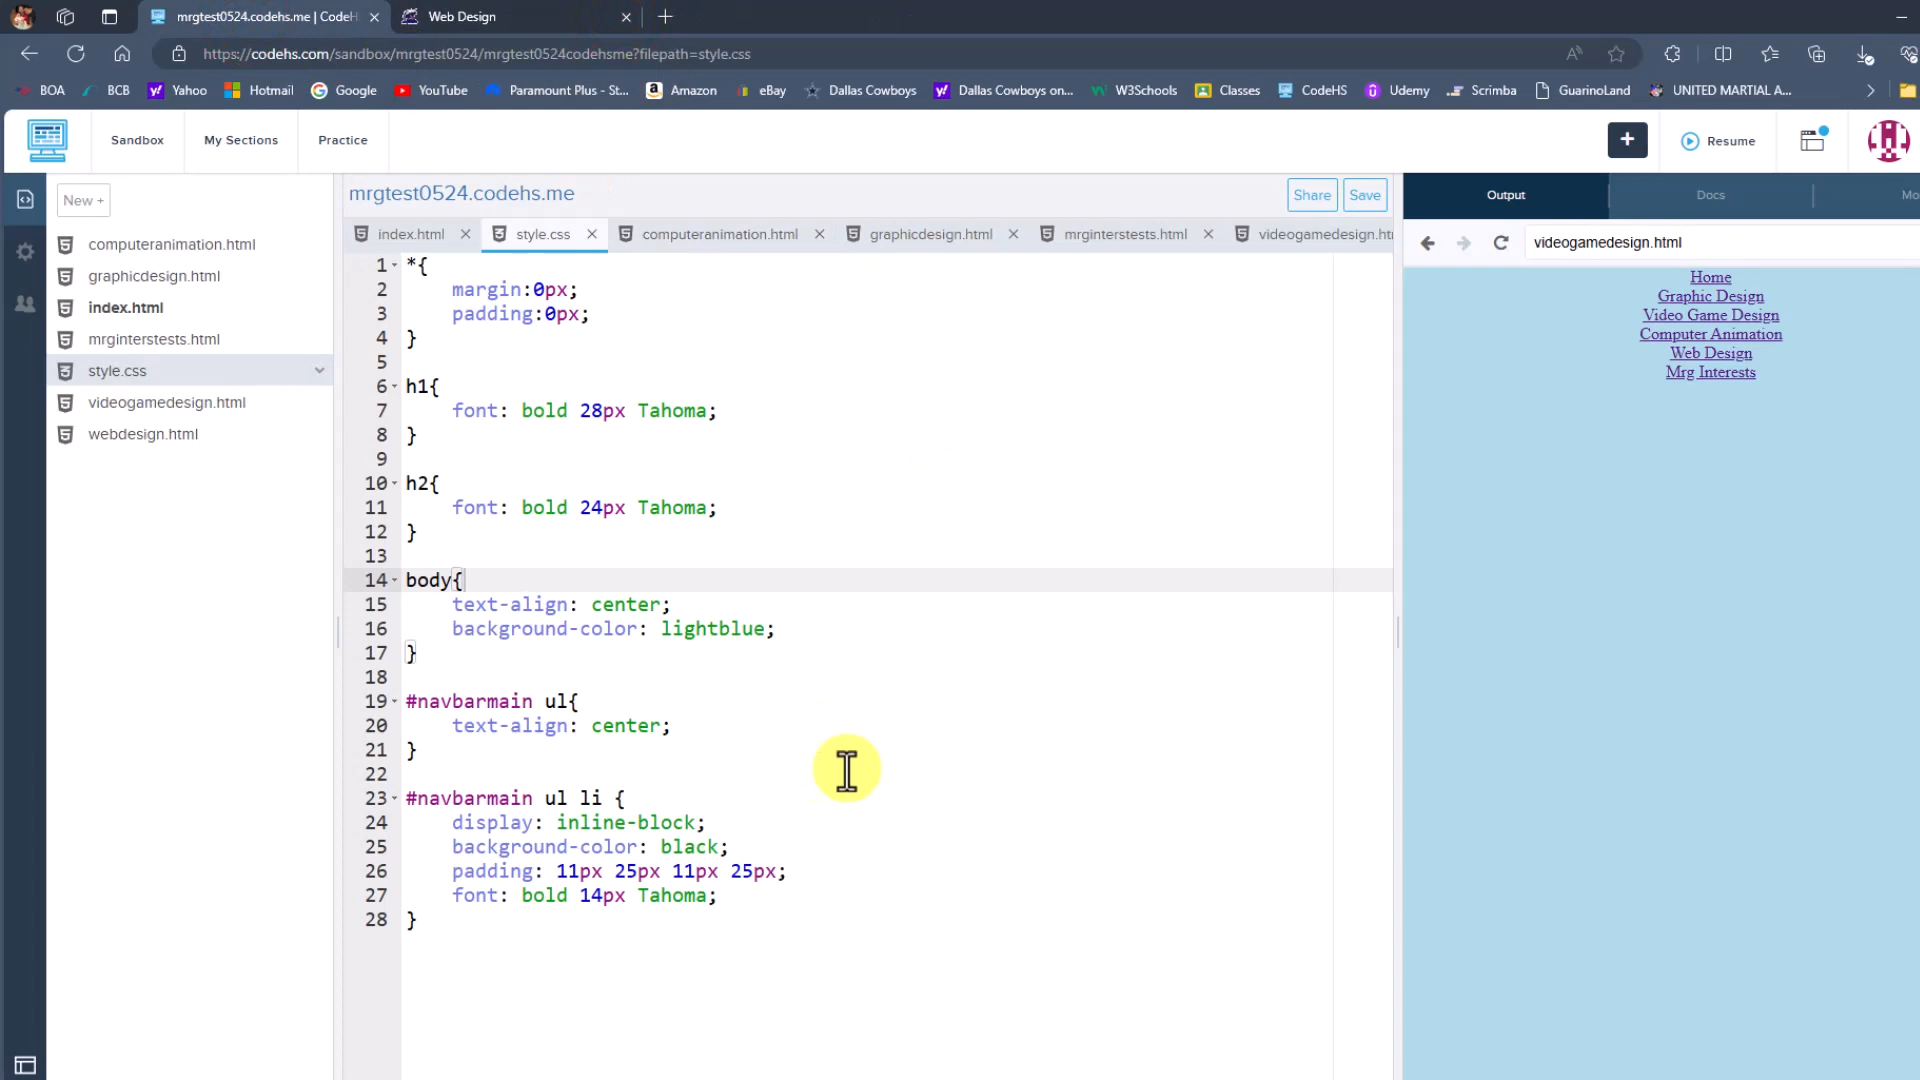 mrgtest0524.codehs.me | CodeH
Web Design
https://codehs.com/sandbox/mrgtest0524/mrgtest0524codehsme?filepath=style.css
BOA
BCB
Yahoo
Hotmail
Google
YouTube
Paramount Plus - St...
Amazon
eBay
Dallas Cowboys
Dallas Cowboys on...
W3Schools
Classes
CodeHS
Udemy
Scrimba
GuarinoLand
UNITED MARTIAL A...
Sandbox
My Sections
Practice
+
Resume
New +
computeranimation.html
graphicdesign.html
index.html
mrginterstests.html
style.css
videogamedesign.html
webdesign.html
mrgtest0524.codehs.me
Share
Save
index.html
style.css
computeranimation.html
graphicdesign.html
mrginterstests.html
videogamedesign.ht
1 *{
2 margin:0px;
3 padding:0px;
4 }
5
6 h1{
7 font: bold 28px Tahoma;
8 }
9
10 h2{
11 font: bold 24px Tahoma;
12 }
13
14 body{
15 text-align: center;
16 background-color: lightblue;
17 }
18
19 #navbarmain ul{
20 text-align: center;
21 }
22
23 #navbarmain ul li {
24 display: inline-block;
25 background-color: black;
26 padding: 11px 25px 11px 25px;
27 font: bold 14px Tahoma;
28 }
Output
Docs
Mo
videogamedesign.html
Home
Graphic Design
Video Game Design
Computer Animation
Web Design
Mrg Interests